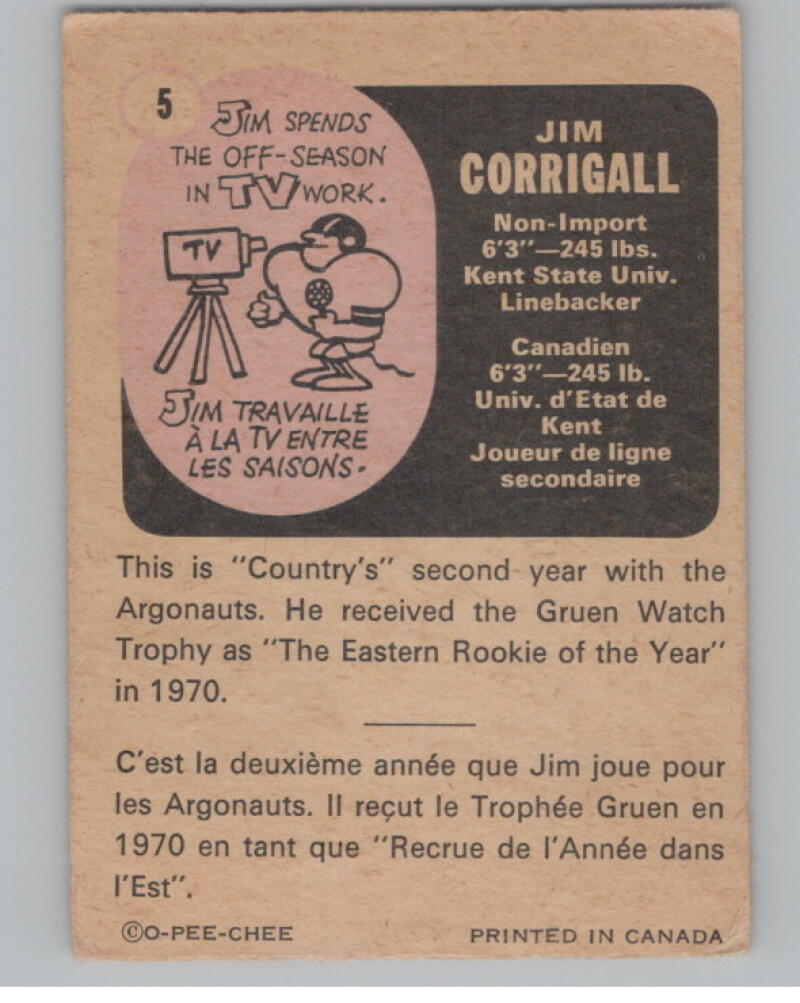 5
JIM SPENDS
THE OFF-SEASON
IN TV WORK.
TV
JIM TRAVAILLE
À LA TV ENTRE
LES SAISONS.
JIM
CORRIGALL
Non-Import
6'3"—245 lbs.
Kent State Univ.
Linebacker
Canadien
6'3"—245 lb.
Univ. d'Etat de
Kent
Joueur de ligne
secondaire
This is "Country's" second year with the
Argonauts. He received the Gruen Watch
Trophy as "The Eastern Rookie of the Year"
in 1970.
C'est la deuxième année que Jim joue pour
les Argonauts. Il reçut le Trophée Gruen en
1970 en tant que "Recrue de l'Année dans
l'Est".
©O-PEE-CHEE
PRINTED IN CANADA